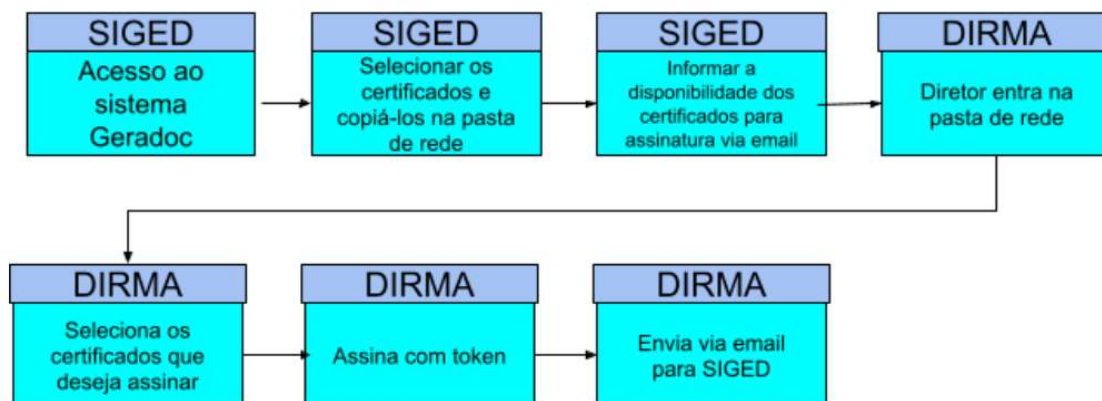 SIGED
Acesso ao
sistema
Geradoc
SIGED
Selecionar os
certificados e
copiá-los na pasta
de rede
SIGED
Informar a
disponibilidade dos
certificados para
assinatura via email
DIRMA
Diretor entra na
pasta de rede
DIRMA
Seleciona os
certificados que
deseja assinar
DIRMA
Assina com token
DIRMA
Envia via email
para SIGED